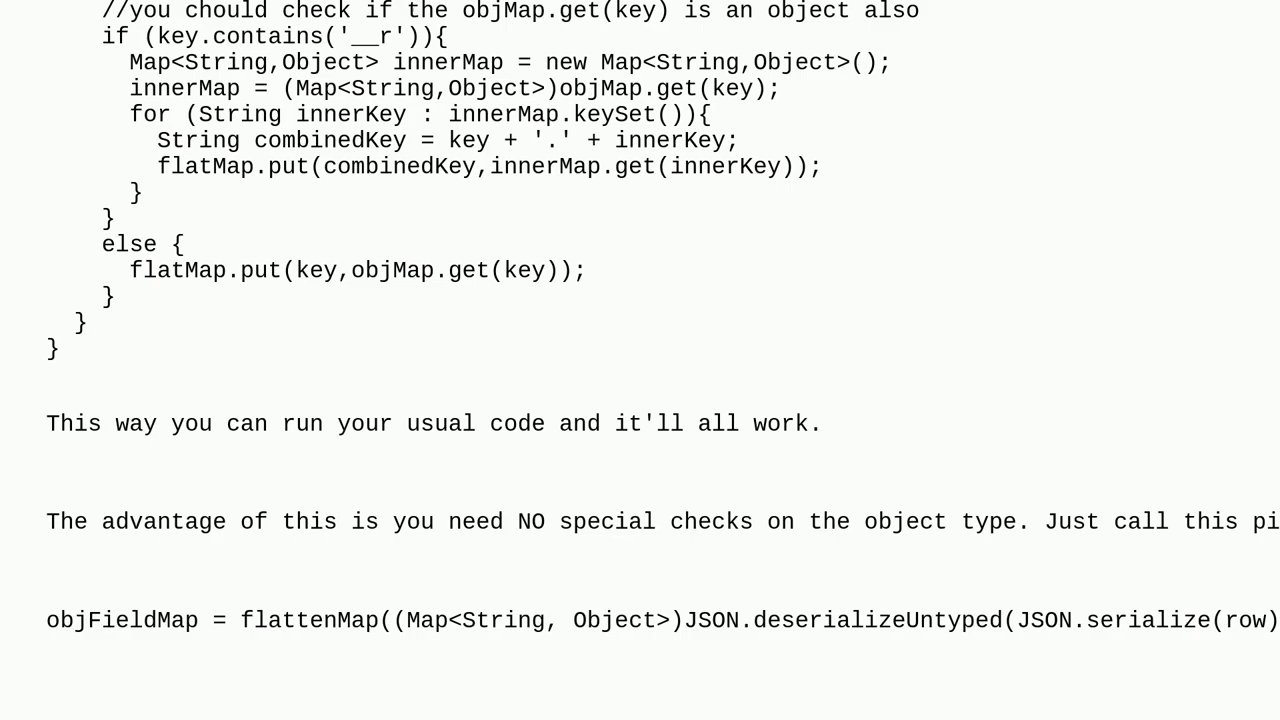 //you chould check if the objMap.get(key) is an object also
if (key.contains('__r')){
Map<String,Object> innerMap = new Map<String,Object>();
innerMap = (Map<String,Object>)objMap.get(key);
for (String innerKey : innerMap.keySet()){
String combinedKey = key + '.' + innerKey;
flatMap.put(combinedKey,innerMap.get(innerKey));
}
}
else {
flatMap.put(key,objMap.get(key));
}
}
}
This way you can run your usual code and it'll all work.
The advantage of this is you need NO special checks on the object type. Just call this pi
objFieldMap = flattenMap((Map<String, Object>)JSON.deserializeUntyped(JSON.serialize(row)